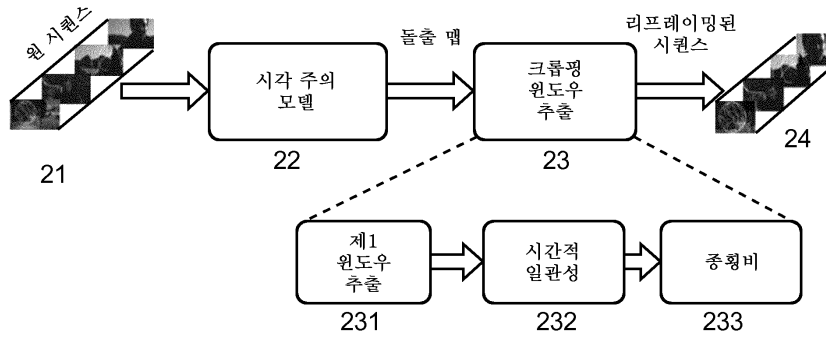 원 시퀀스
돌출 맵
리프레이밍된
시퀀스
시각 주의
모델
크롭핑
윈도우
추출
21
22
23
24
제1
윈도우
추출
시간적
일관성
종횡비
231
232
233